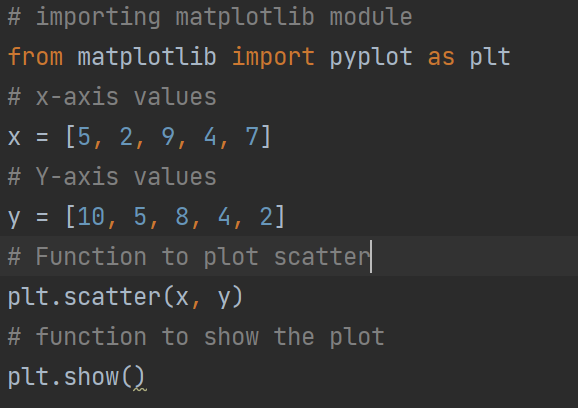 # importing matplotlib module
from matplotlib import pyplot as plt
# x-axis values
x = [5, 2, 9, 4, 7]
# Y-axis values
y = [10, 5, 8, 4, 2]
# Function to plot scatter
plt.scatter(x, y)
# function to show the plot
plt.show()